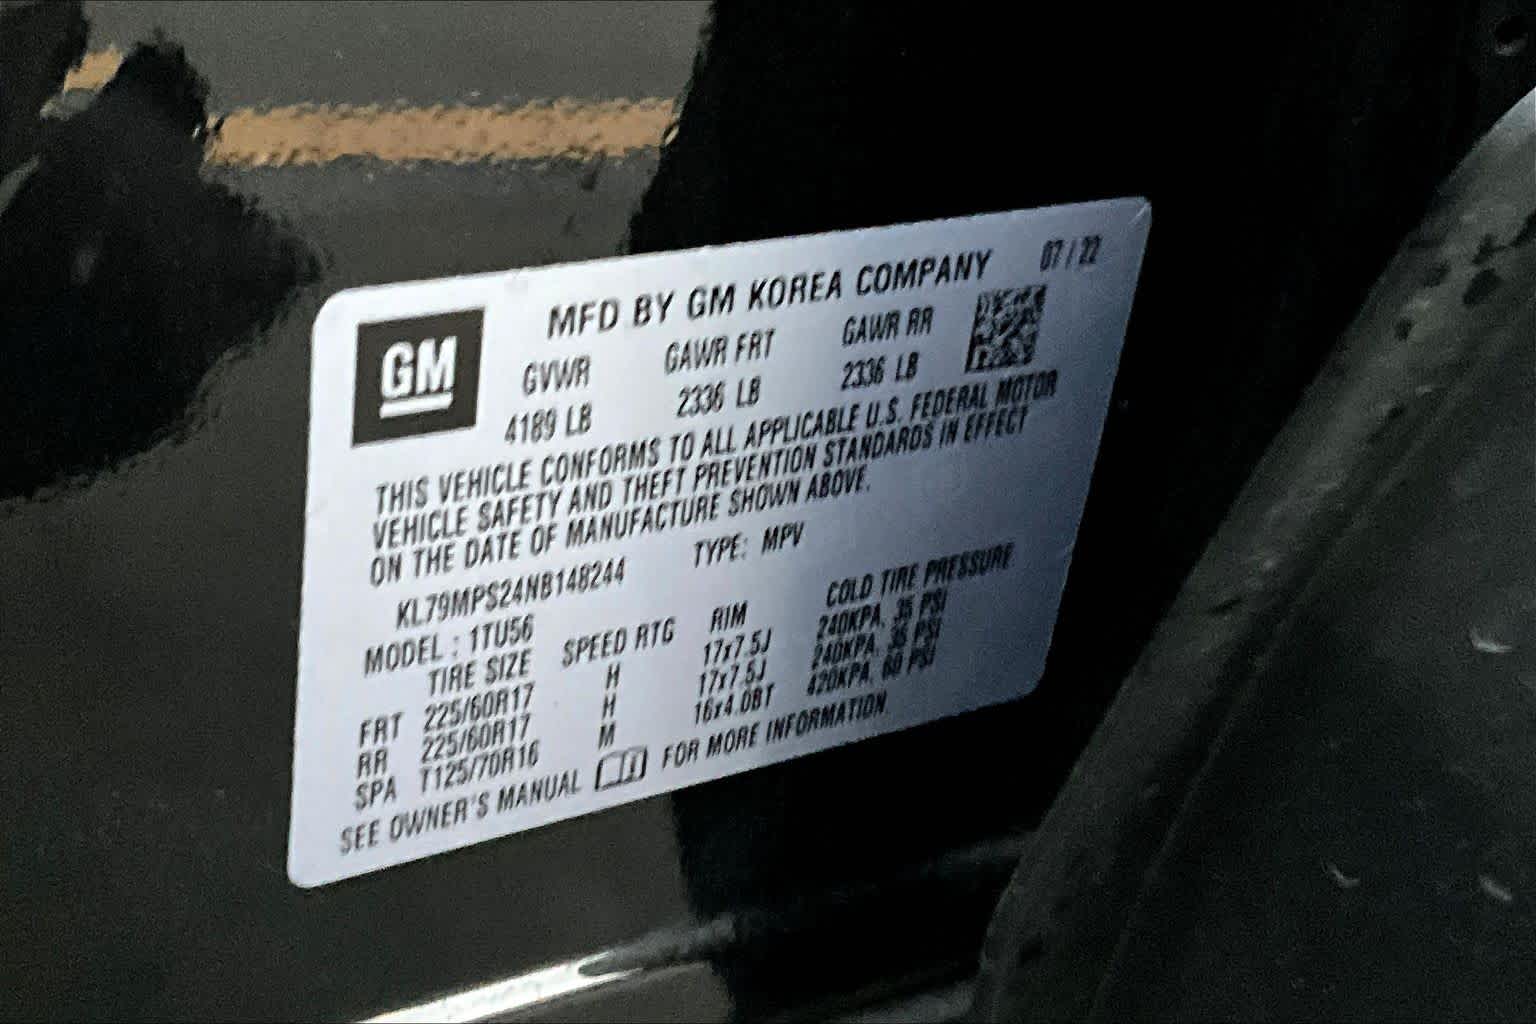 GM
MFD BY GM KOREA COMPANY 07/22
GVWR GAWR FRT GAWR RR
4189 LB 2336 LB 2336 LB
THIS VEHICLE CONFORMS TO ALL APPLICABLE U.S. FEDERAL MOTOR
VEHICLE SAFETY AND THEFT PREVENTION STANDARDS IN EFFECT
ON THE DATE OF MANUFACTURE SHOWN ABOVE.
KL79MPS24NB148244 TYPE: MPV
MODEL : 1TU56
TIRE SIZE SPEED RTG RIM COLD TIRE PRESSURE
FRT 225/60R17 H 17x7.5J 240KPA, 35 PSI
RR 225/60R17 H 17x7.5J 240KPA, 35 PSI
SPA T125/70R16 M 16x4.0BT 420KPA, 60 PSI
SEE OWNER'S MANUAL FOR MORE INFORMATION.